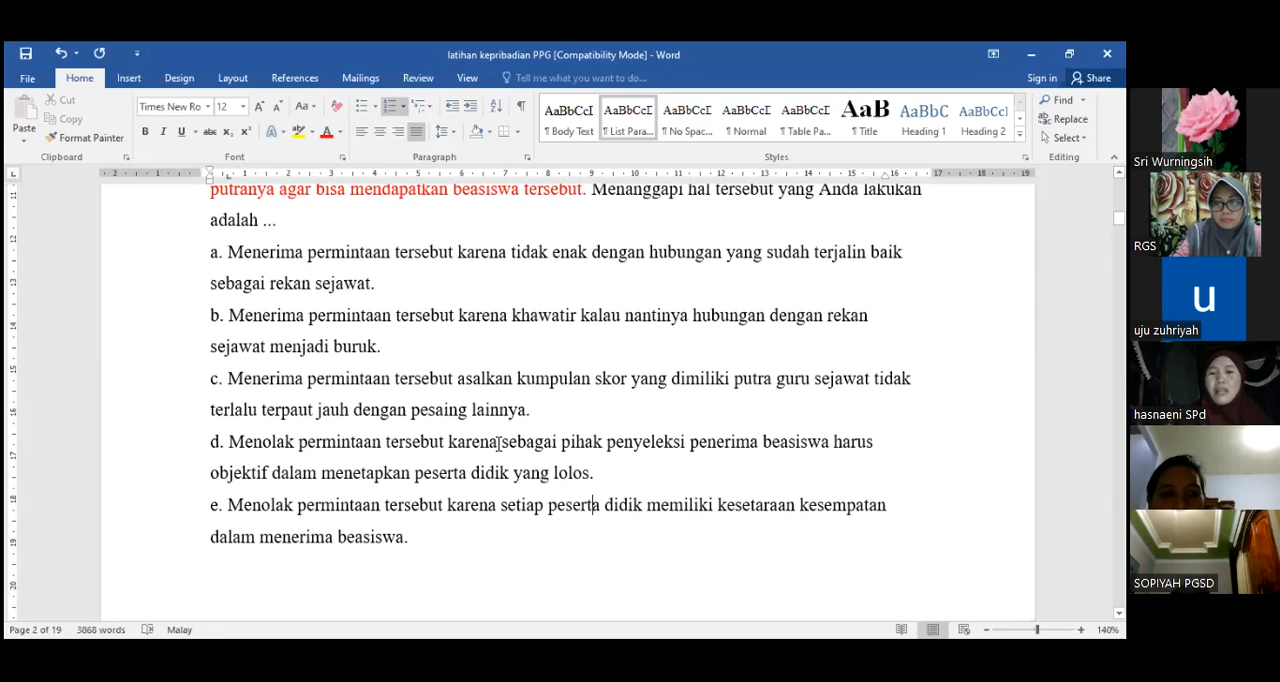 latihan kepribadian PPG [Compatibility Mode] - Word
File Home Insert Design Layout References Mailings Review View Tell me what you want to do... Sign in Share
Paste
Cut
Copy
Format Painter
Clipboard
Times New Ro 12
Font
Paragraph
AaBbCcI AaBbCcI AaBbCcI AaBbCcI AaBbCcI AaB AaBbC AaBbCcI
¶ Body Text ¶ List Para... ¶ No Spac... ¶ Normal ¶ Table Pa... ¶ Title Heading 1 Heading 2
Styles
Find
Replace
Select
Editing
putranya agar bisa mendapatkan beasiswa tersebut. Menanggapi hal tersebut yang Anda lakukan
adalah ...
a. Menerima permintaan tersebut karena tidak enak dengan hubungan yang sudah terjalin baik
sebagai rekan sejawat.
b. Menerima permintaan tersebut karena khawatir kalau nantinya hubungan dengan rekan
sejawat menjadi buruk.
c. Menerima permintaan tersebut asalkan kumpulan skor yang dimiliki putra guru sejawat tidak
terlalu terpaut jauh dengan pesaing lainnya.
d. Menolak permintaan tersebut karena sebagai pihak penyeleksi penerima beasiswa harus
objektif dalam menetapkan peserta didik yang lolos.
e. Menolak permintaan tersebut karena setiap peserta didik memiliki kesetaraan kesempatan
dalam menerima beasiswa.
Page 2 of 19 3868 words Malay 140%
Sri Wurningsih
RGS
u
uju zuhriyah
hasnaeni SPd
SOPIYAH PGSD